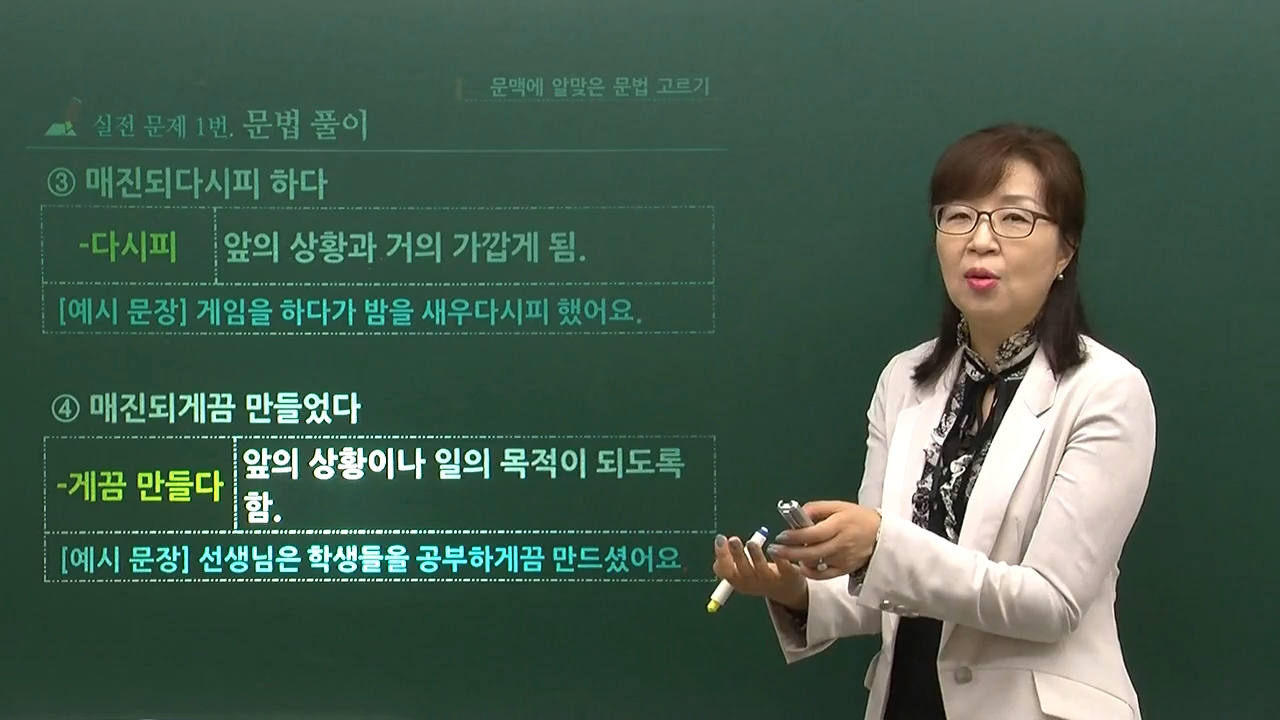 문맥에 알맞은 문법 고르기
실전 문제 1번. 문법 풀이
③ 매진되다시피 하다
-다시피
앞의 상황과 거의 가깝게 됨.
[예시 문장] 게임을 하다가 밤을 새우다시피 했어요.
④ 매진되게끔 만들었다
-게끔 만들다
앞의 상황이나 일의 목적이 되도록
함.
[예시 문장] 선생님은 학생들을 공부하게끔 만드셨어요.